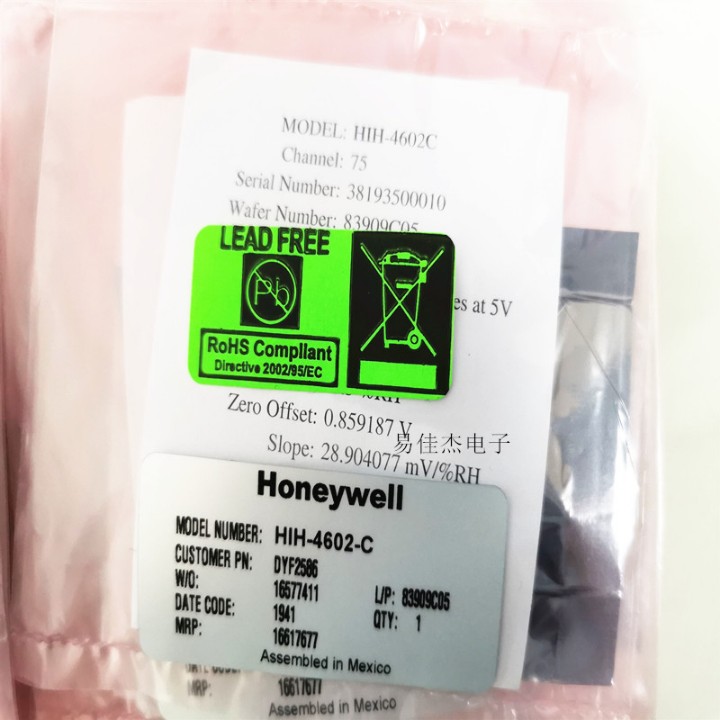 MODEL: HIH-4602C
Channel: 75
Serial Number: 38193500010
Wafer Number: 83909C05
LEAD FREE
Pb
RoHS Compliant
Directive 2002/95/EC
es at 5V
%RH
Zero Offset: 0.859187 V
易佳杰电子
Slope: 28.904077 mV/%RH
Honeywell
MODEL NUMBER: HIH-4602-C
CUSTOMER PN: DYF2586
W/O: 16577411 L/P: 83909C05
DATE CODE: 1941 QTY: 1
MRP: 16617677
Assembled in Mexico
MRP: 16617677
Assembled in Mexico